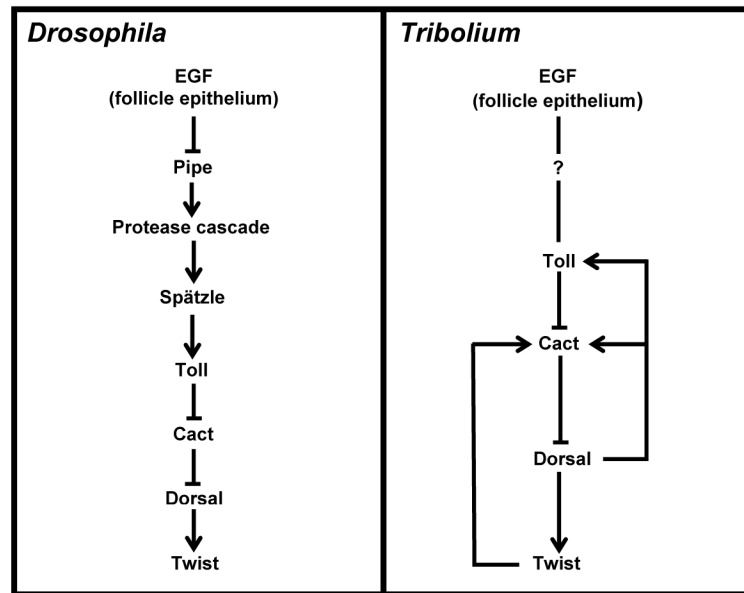 Drosophila
EGF
(follicle epithelium)
Pipe
Protease cascade
Spätzle
Toll
Cact
Dorsal
Twist
Tribolium
EGF
(follicle epithelium)
?
Toll
Cact
Dorsal
Twist